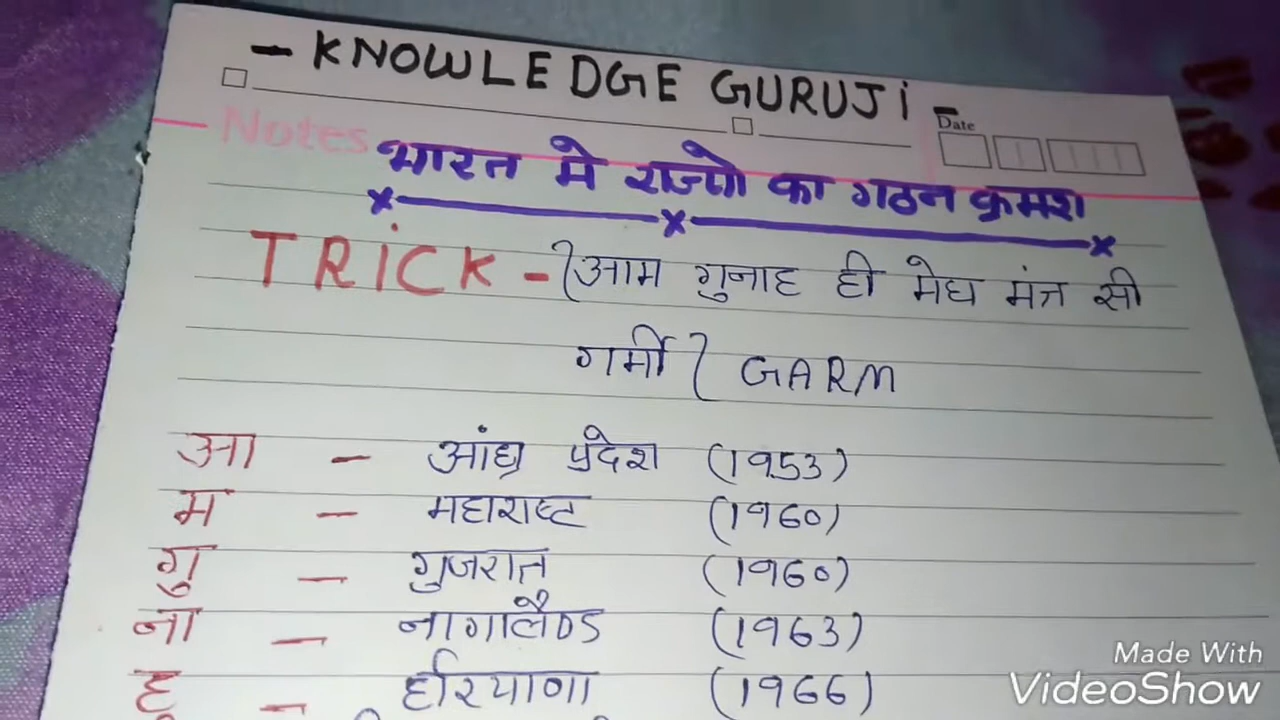 - KNOWLEDGE GURUJi -
Notes
Date
भारत मे राज्यो का गठन क्रमश
TRiCK - {आम गुनाह ही मेघ मंत्र सी
गर्मी} GARM
आ - आंध्र प्रदेश (1953)
म - महाराष्ट (1960)
गु - गुजरात (1960)
ना - नागालैण्ड (1963)
ह - हरियाणा (1966)
Made With
VideoShow